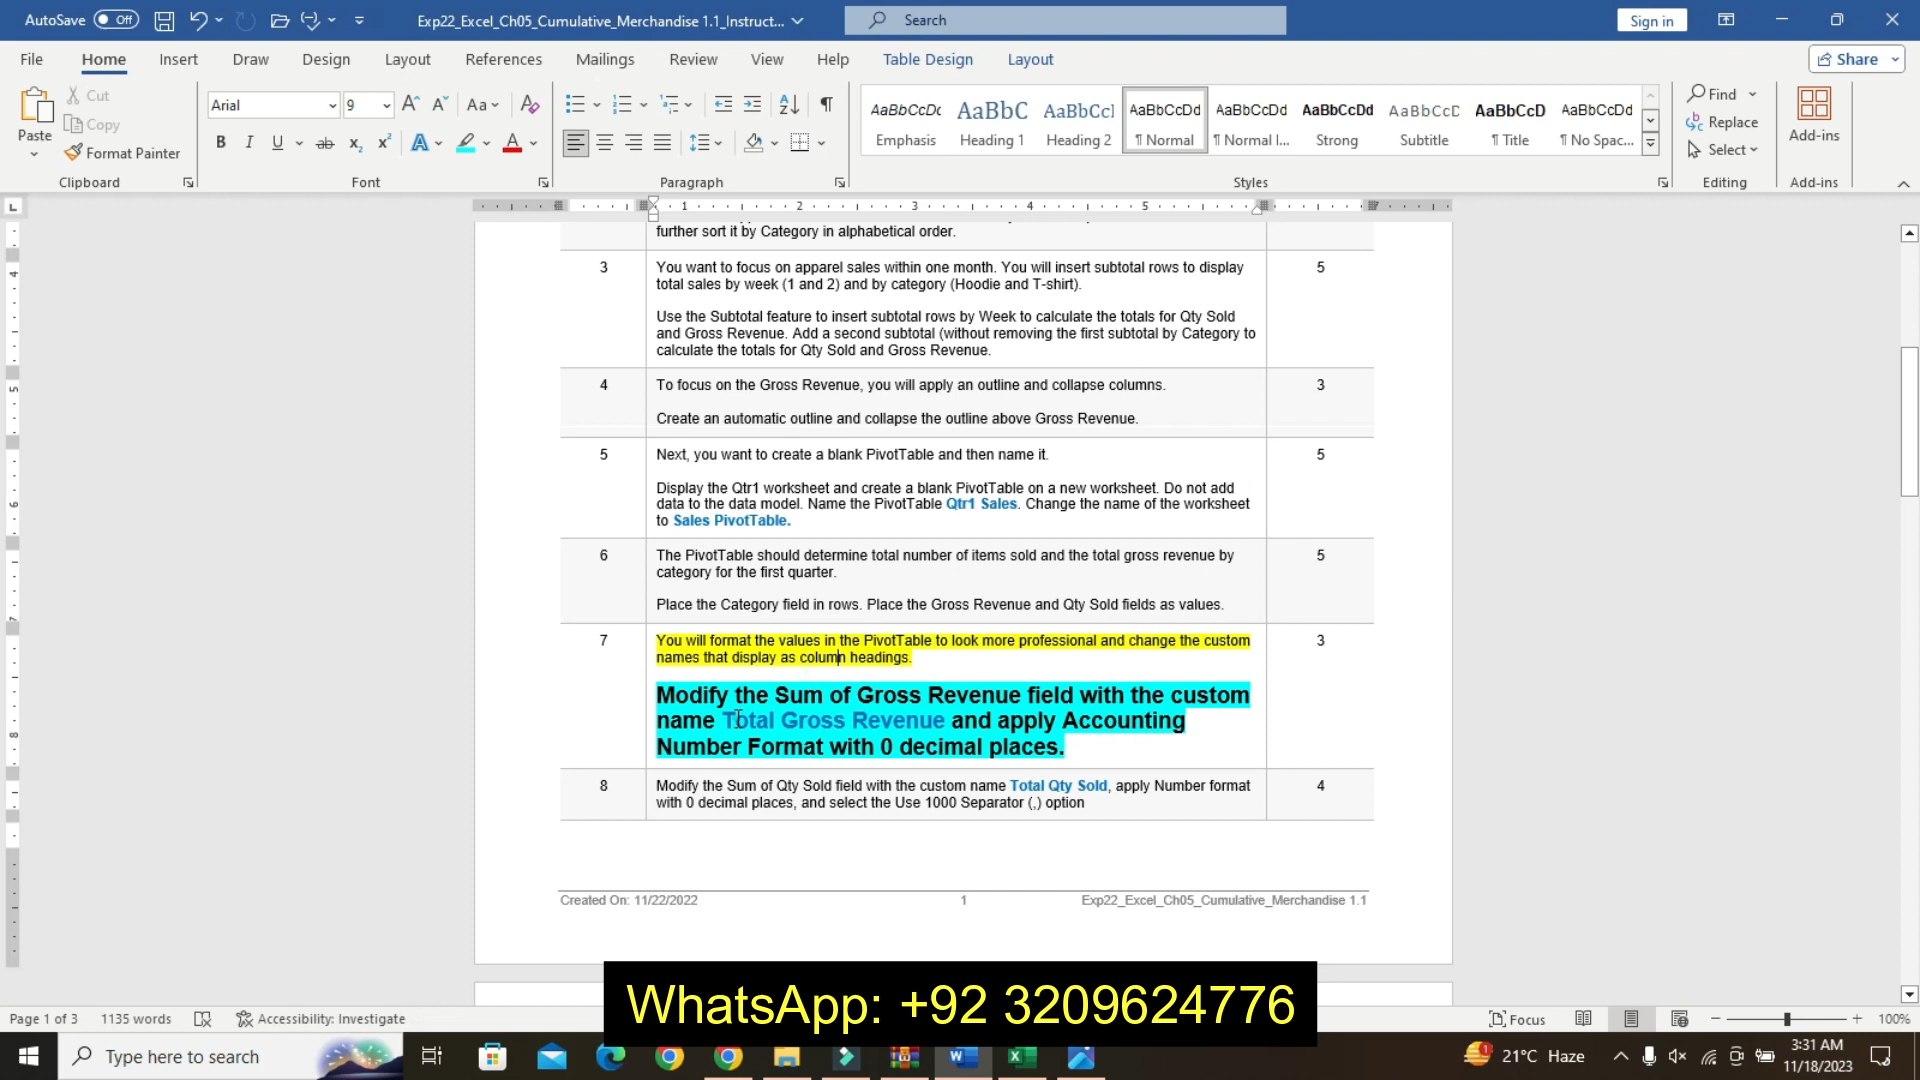 AutoSave Off
Exp22_Excel_Ch05_Cumulative_Merchandise 1.1_Instruct...
Search
Sign in
File Home Insert Draw Design Layout References Mailings Review View Help Table Design Layout
Share
Paste
Cut
Copy
Format Painter
Arial 9
AaBbCcDc Emphasis
AaBbC Heading 1
AaBbCcI Heading 2
AaBbCcDd ¶ Normal
AaBbCcDd ¶ Normal I...
AaBbCcDd Strong
AaBbCcD Subtitle
AaBbCcD ¶ Title
AaBbCcDd ¶ No Spac...
Find
Replace
Select
Add-ins
Clipboard Font Paragraph Styles Editing Add-ins
further sort it by Category in alphabetical order.
3 You want to focus on apparel sales within one month. You will insert subtotal rows to display 5
total sales by week (1 and 2) and by category (Hoodie and T-shirt).
Use the Subtotal feature to insert subtotal rows by Week to calculate the totals for Qty Sold
and Gross Revenue. Add a second subtotal (without removing the first subtotal by Category to
calculate the totals for Qty Sold and Gross Revenue.
4 To focus on the Gross Revenue, you will apply an outline and collapse columns. 3
Create an automatic outline and collapse the outline above Gross Revenue.
5 Next, you want to create a blank PivotTable and then name it. 5
Display the Qtr1 worksheet and create a blank PivotTable on a new worksheet. Do not add
data to the data model. Name the PivotTable Qtr1 Sales. Change the name of the worksheet
to Sales PivotTable.
6 The PivotTable should determine total number of items sold and the total gross revenue by 5
category for the first quarter.
Place the Category field in rows. Place the Gross Revenue and Qty Sold fields as values.
7 You will format the values in the PivotTable to look more professional and change the custom 3
names that display as column headings.
Modify the Sum of Gross Revenue field with the custom
name Total Gross Revenue and apply Accounting
Number Format with 0 decimal places.
8 Modify the Sum of Qty Sold field with the custom name Total Qty Sold, apply Number format 4
with 0 decimal places, and select the Use 1000 Separator (,) option
Created On: 11/22/2022 1 Exp22_Excel_Ch05_Cumulative_Merchandise 1.1
WhatsApp: +92 3209624776
Page 1 of 3 1135 words Accessibility: Investigate Focus 100%
Type here to search
21°C Haze
3:31 AM
11/18/2023